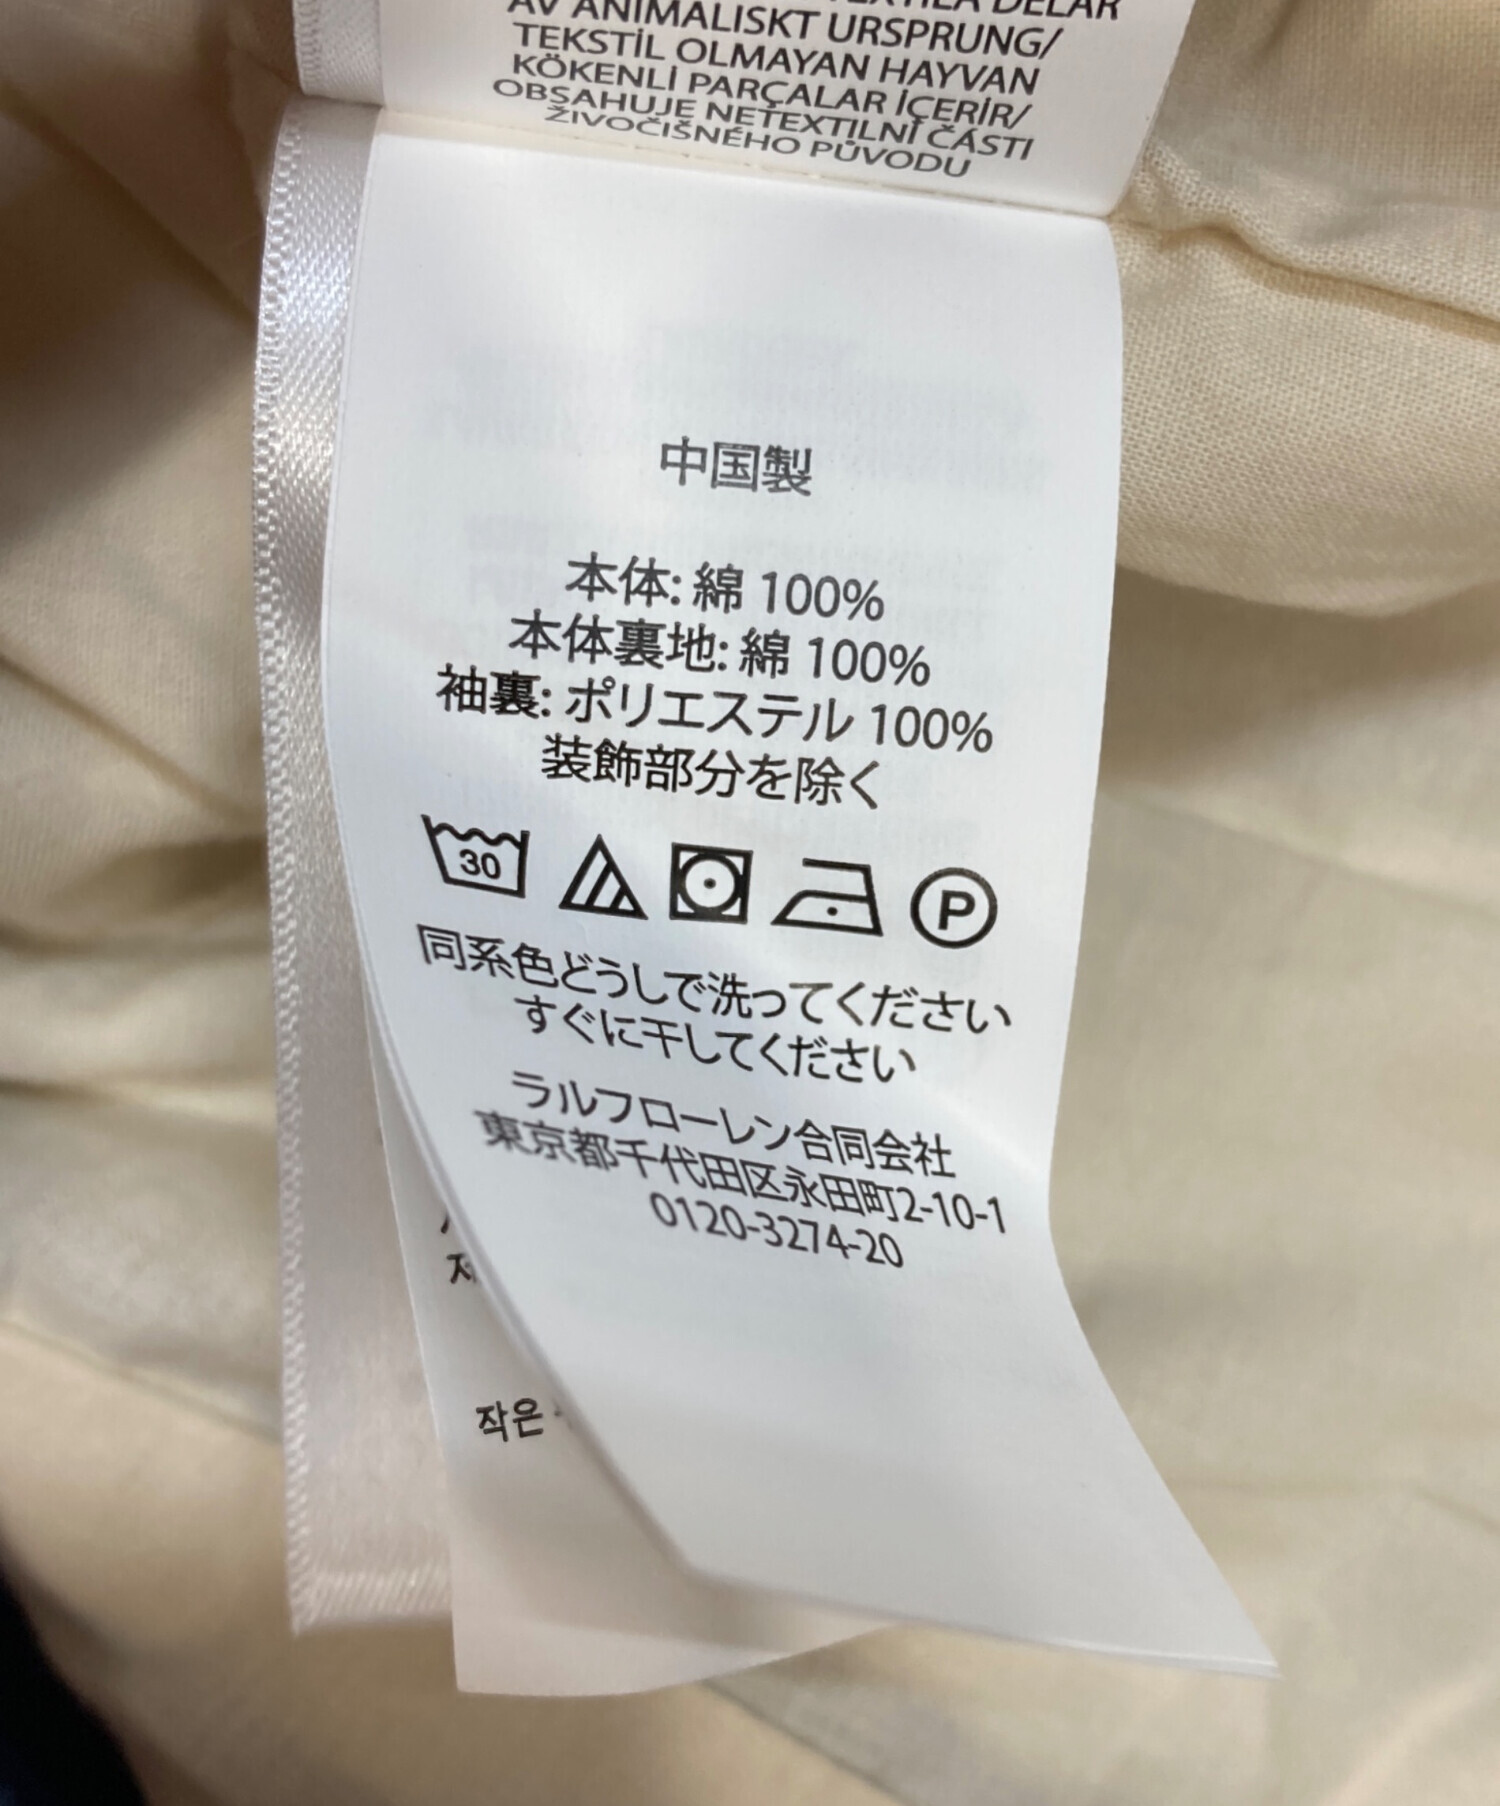 TEXTILA DELAR
AV ANIMALISKT URSPRUNG/
TEKSTİL OLMAYAN HAYVAN
KÖKENLİ PARÇALAR İÇERİR/
OBSAHUJE NETEXTILNÍ ČÁSTI
ŽIVOČIŠNÉHO PŮVODU
中国製
本体: 綿 100%
本体裏地: 綿 100%
袖裏: ポリエステル 100%
装飾部分を除く
30
P
同系色どうしで洗ってください
すぐに干してください
ラルフローレン合同会社
東京都千代田区永田町2-10-1
0120-3274-20
작은